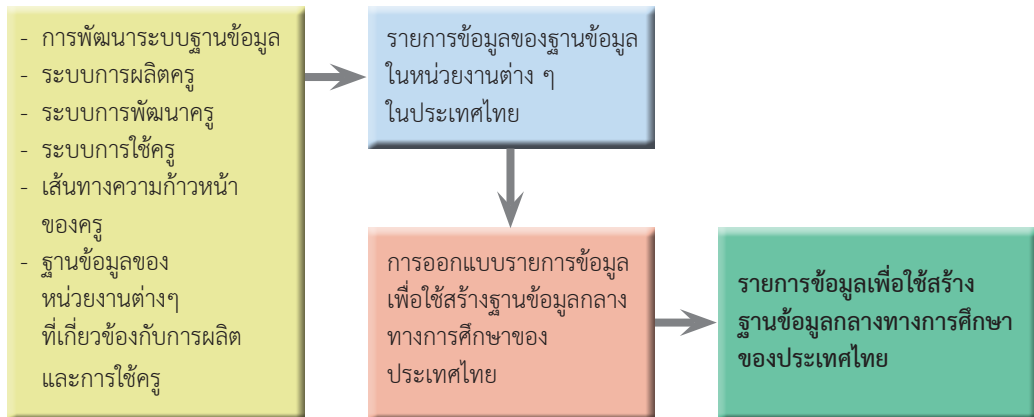 - การพัฒนาระบบฐานข้อมูล
- ระบบการผลิตครู
- ระบบการพัฒนาครู
- ระบบการใช้ครู
- เส้นทางความก้าวหน้า
ของครู
- ฐานข้อมูลของ
หน่วยงานต่างๆ
ที่เกี่ยวข้องกับการผลิต
และการใช้ครู
รายการข้อมูลของฐานข้อมูล
ในหน่วยงานต่าง ๆ
ในประเทศไทย
การออกแบบรายการข้อมูล
เพื่อใช้สร้างฐานข้อมูลกลาง
ทางการศึกษาของ
ประเทศไทย
รายการข้อมูลเพื่อใช้สร้าง
ฐานข้อมูลกลางทางการศึกษา
ของประเทศไทย